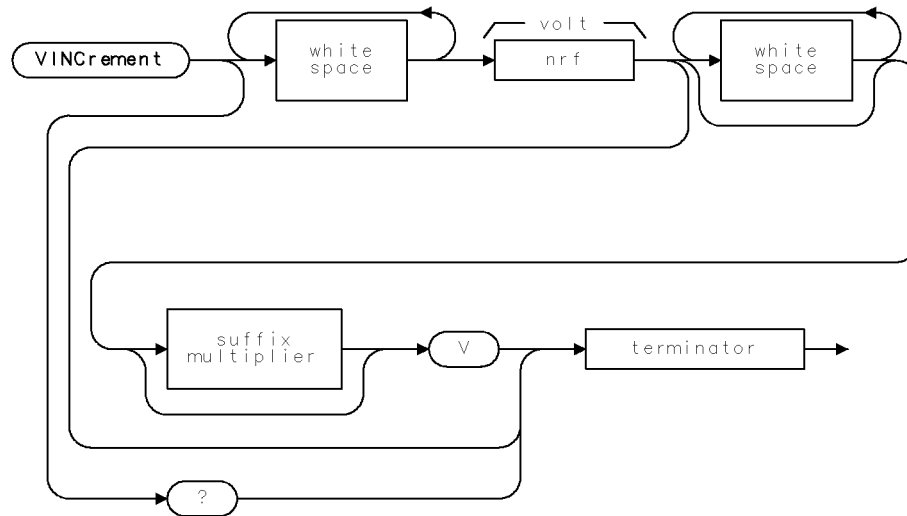 volt
VINCrement
white
space
nrf
white
space
suffix
multiplier
V
terminator
?